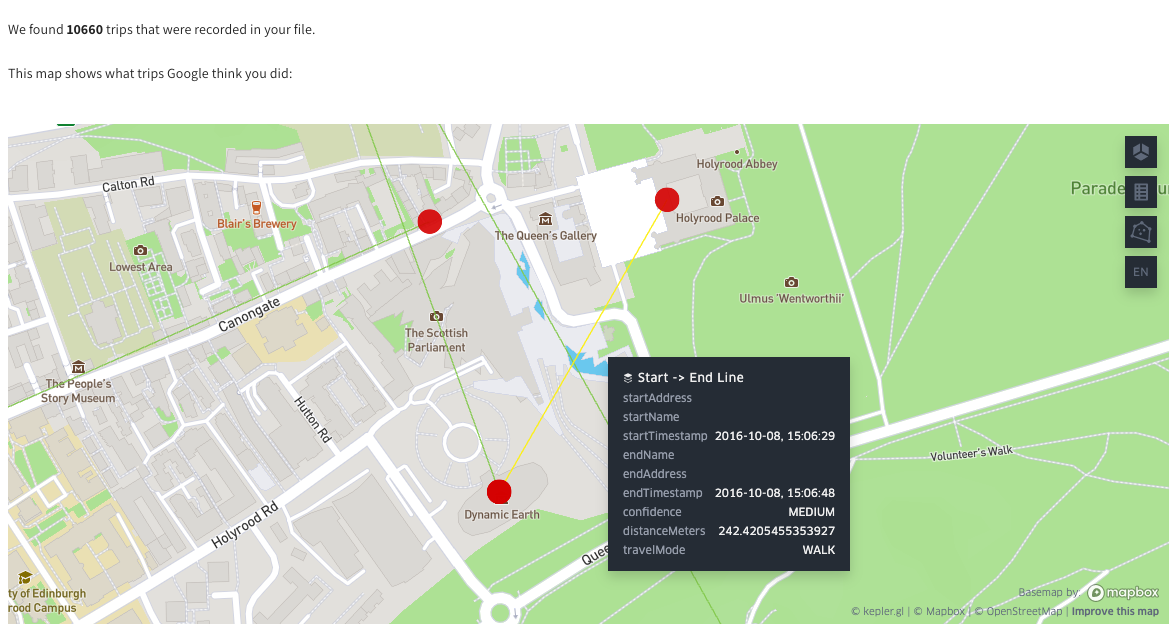 We found 10660 trips that were recorded in your file.
This map shows what trips Google think you did:
Holyrood Abbey
Calton Rd
Parade
Blair's Brewery
Holyrood Palace
The Queen's Gallery
Lowest Area
EN
Ulmus 'Wentworthii'
Canongate
The Scottish
Parliament
The People's
Story Museum
Start -> End Line
startAddress
startName
startTimestamp 2016-10-08, 15:06:29
endName
endAddress
endTimestamp 2016-10-08, 15:06:48
confidence MEDIUM
distanceMeters 242.4205455353927
travelMode WALK
Hutton Rd
Volunteer's Walk
Dynamic Earth
Holyrood Rd
Quee
ty of Edinburgh
rood Campus
Basemap by: mapbox
© kepler.gl | © Mapbox | © OpenStreetMap | Improve this map